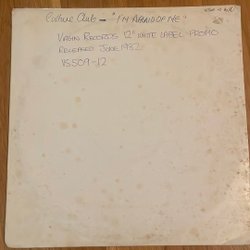 Culture Club - "I'M AFRAID OF ME"
VIRGIN RECORDS 12" WHITE LABEL PROMO
RELEASED JUNE 1982
VS509-12